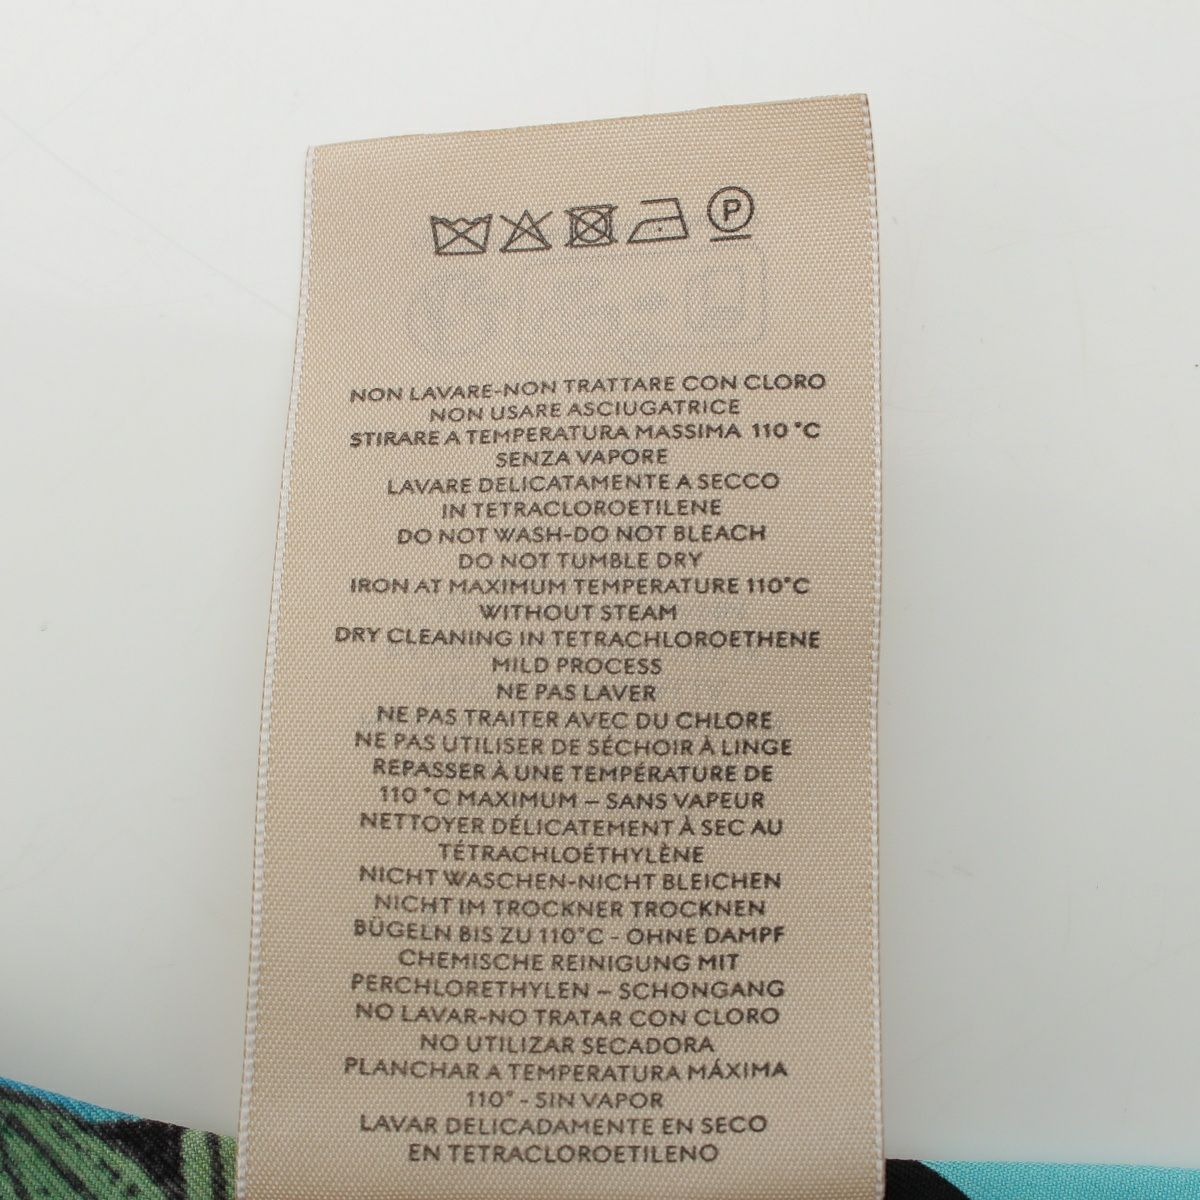 P
NON LAVARE-NON TRATTARE CON CLORO
NON USARE ASCIUGATRICE
STIRARE A TEMPERATURA MASSIMA 110 °C
SENZA VAPORE
LAVARE DELICATAMENTE A SECCO
IN TETRACLOROETILENE
DO NOT WASH-DO NOT BLEACH
DO NOT TUMBLE DRY
IRON AT MAXIMUM TEMPERATURE 110°C
WITHOUT STEAM
DRY CLEANING IN TETRACHLOROETHENE
MILD PROCESS
NE PAS LAVER
NE PAS TRAITER AVEC DU CHLORE
NE PAS UTILISER DE SÉCHOIR À LINGE
REPASSER À UNE TEMPÉRATURE DE
110 °C MAXIMUM – SANS VAPEUR
NETTOYER DÉLICATEMENT À SEC AU
TÉTRACHLOÉTHYLÈNE
NICHT WASCHEN-NICHT BLEICHEN
NICHT IM TROCKNER TROCKNEN
BÜGELN BIS ZU 110°C - OHNE DAMPF
CHEMISCHE REINIGUNG MIT
PERCHLORETHYLEN – SCHONGANG
NO LAVAR-NO TRATAR CON CLORO
NO UTILIZAR SECADORA
PLANCHAR A TEMPERATURA MÁXIMA
110° - SIN VAPOR
LAVAR DELICADAMENTE EN SECO
EN TETRACLOROETILENO